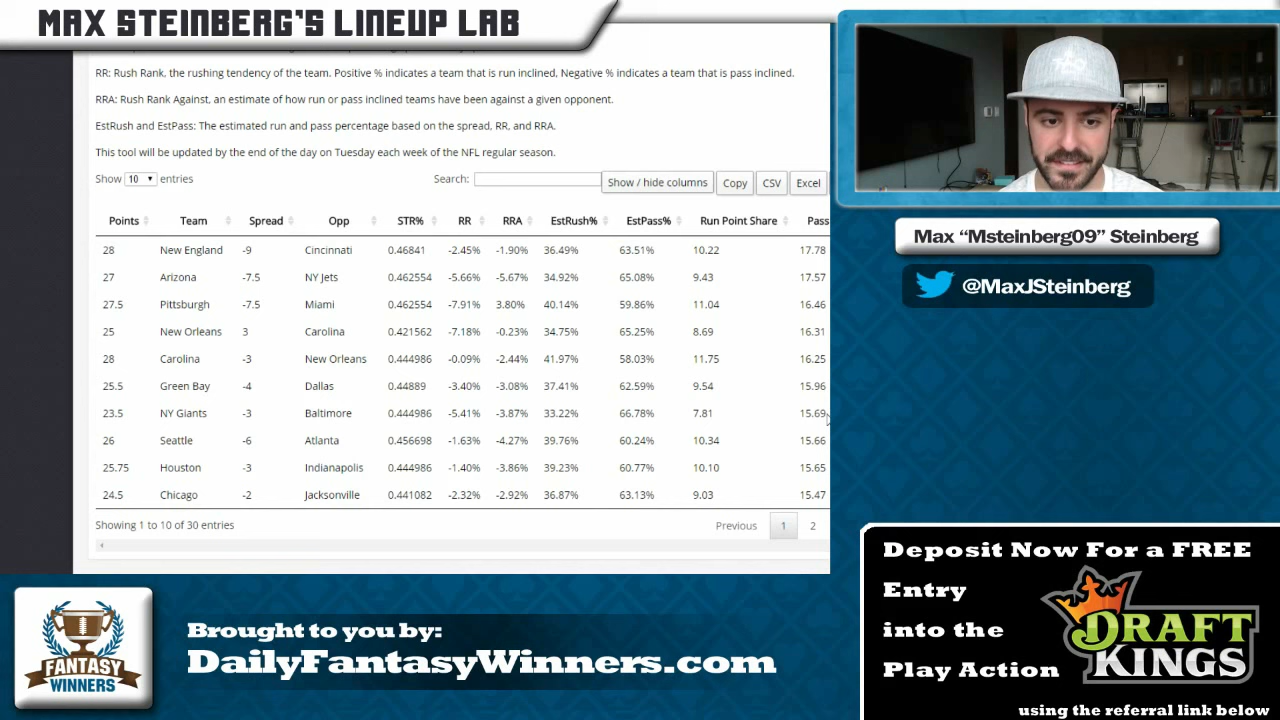 MAX STEINBERG'S LINEUP LAB
RR: Rush Rank, the rushing tendency of the team. Positive % indicates a team that is run inclined, Negative % indicates a team that is pass inclined.
RRA: Rush Rank Against, an estimate of how run or pass inclined teams have been against a given opponent.
EstRush and EstPass: The estimated run and pass percentage based on the spread, RR, and RRA.
This tool will be updated by the end of the day on Tuesday each week of the NFL regular season.
Show 10 entries Search: Show / hide columns Copy CSV Excel
Points Team Spread Opp STR% RR RRA EstRush% EstPass% Run Point Share Pass
28 New England -9 Cincinnati 0.46841 -2.45% -1.90% 36.49% 63.51% 10.22 17.78
27 Arizona -7.5 NY Jets 0.462554 -5.66% -5.67% 34.92% 65.08% 9.43 17.57
27.5 Pittsburgh -7.5 Miami 0.462554 -7.91% 3.80% 40.14% 59.86% 11.04 16.46
25 New Orleans 3 Carolina 0.421562 -7.18% -0.23% 34.75% 65.25% 8.69 16.31
28 Carolina -3 New Orleans 0.444986 -0.09% -2.44% 41.97% 58.03% 11.75 16.25
25.5 Green Bay -4 Dallas 0.44889 -3.40% -3.08% 37.41% 62.59% 9.54 15.96
23.5 NY Giants -3 Baltimore 0.444986 -5.41% -3.87% 33.22% 66.78% 7.81 15.69
26 Seattle -6 Atlanta 0.456698 -1.63% -4.27% 39.76% 60.24% 10.34 15.66
25.75 Houston -3 Indianapolis 0.444986 -1.40% -3.86% 39.23% 60.77% 10.10 15.65
24.5 Chicago -2 Jacksonville 0.441082 -2.32% -2.92% 36.87% 63.13% 9.03 15.47
Showing 1 to 10 of 30 entries Previous 1 2
Max "Msteinberg09" Steinberg
@MaxJSteinberg
FANTASY
WINNERS
Brought to you by:
DailyFantasyWinners.com
Deposit Now For a FREE
Entry
into the
Play Action
DRAFT
KINGS
using the referral link below